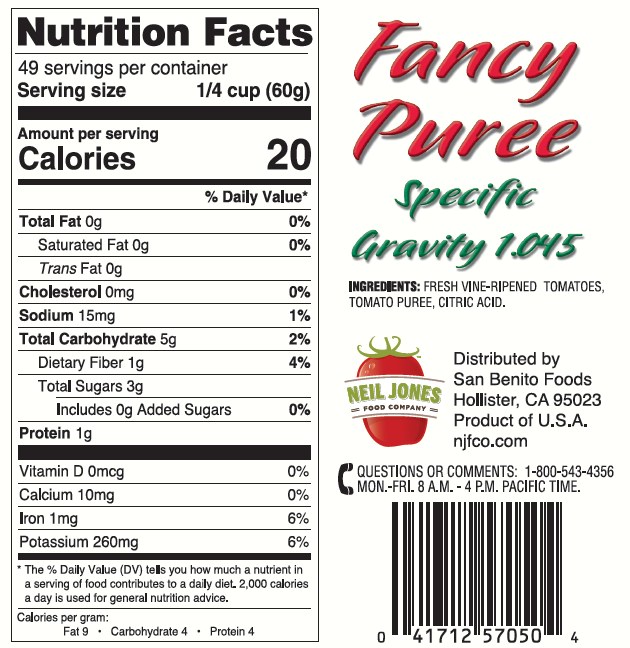 Nutrition Facts
49 servings per container
Serving size 1/4 cup (60g)
Amount per serving
Calories 20
% Daily Value*
Total Fat 0g 0%
Saturated Fat 0g 0%
Trans Fat 0g
Cholesterol 0mg 0%
Sodium 15mg 1%
Total Carbohydrate 5g 2%
Dietary Fiber 1g 4%
Total Sugars 3g
Includes 0g Added Sugars 0%
Protein 1g
Vitamin D 0mcg 0%
Calcium 10mg 0%
Iron 1mg 6%
Potassium 260mg 6%
* The % Daily Value (DV) tells you how much a nutrient in
a serving of food contributes to a daily diet. 2,000 calories
a day is used for general nutrition advice.
Calories per gram:
Fat 9 • Carbohydrate 4 • Protein 4
Fancy
Puree
Specific
Gravity 1.045
INGREDIENTS: FRESH VINE-RIPENED TOMATOES,
TOMATO PUREE, CITRIC ACID.
NEIL JONES
FOOD COMPANY
Distributed by
San Benito Foods
Hollister, CA 95023
Product of U.S.A.
njfco.com
QUESTIONS OR COMMENTS: 1-800-543-4356
MON.-FRI. 8 A.M. - 4 P.M. PACIFIC TIME.
0 41712 57050 4